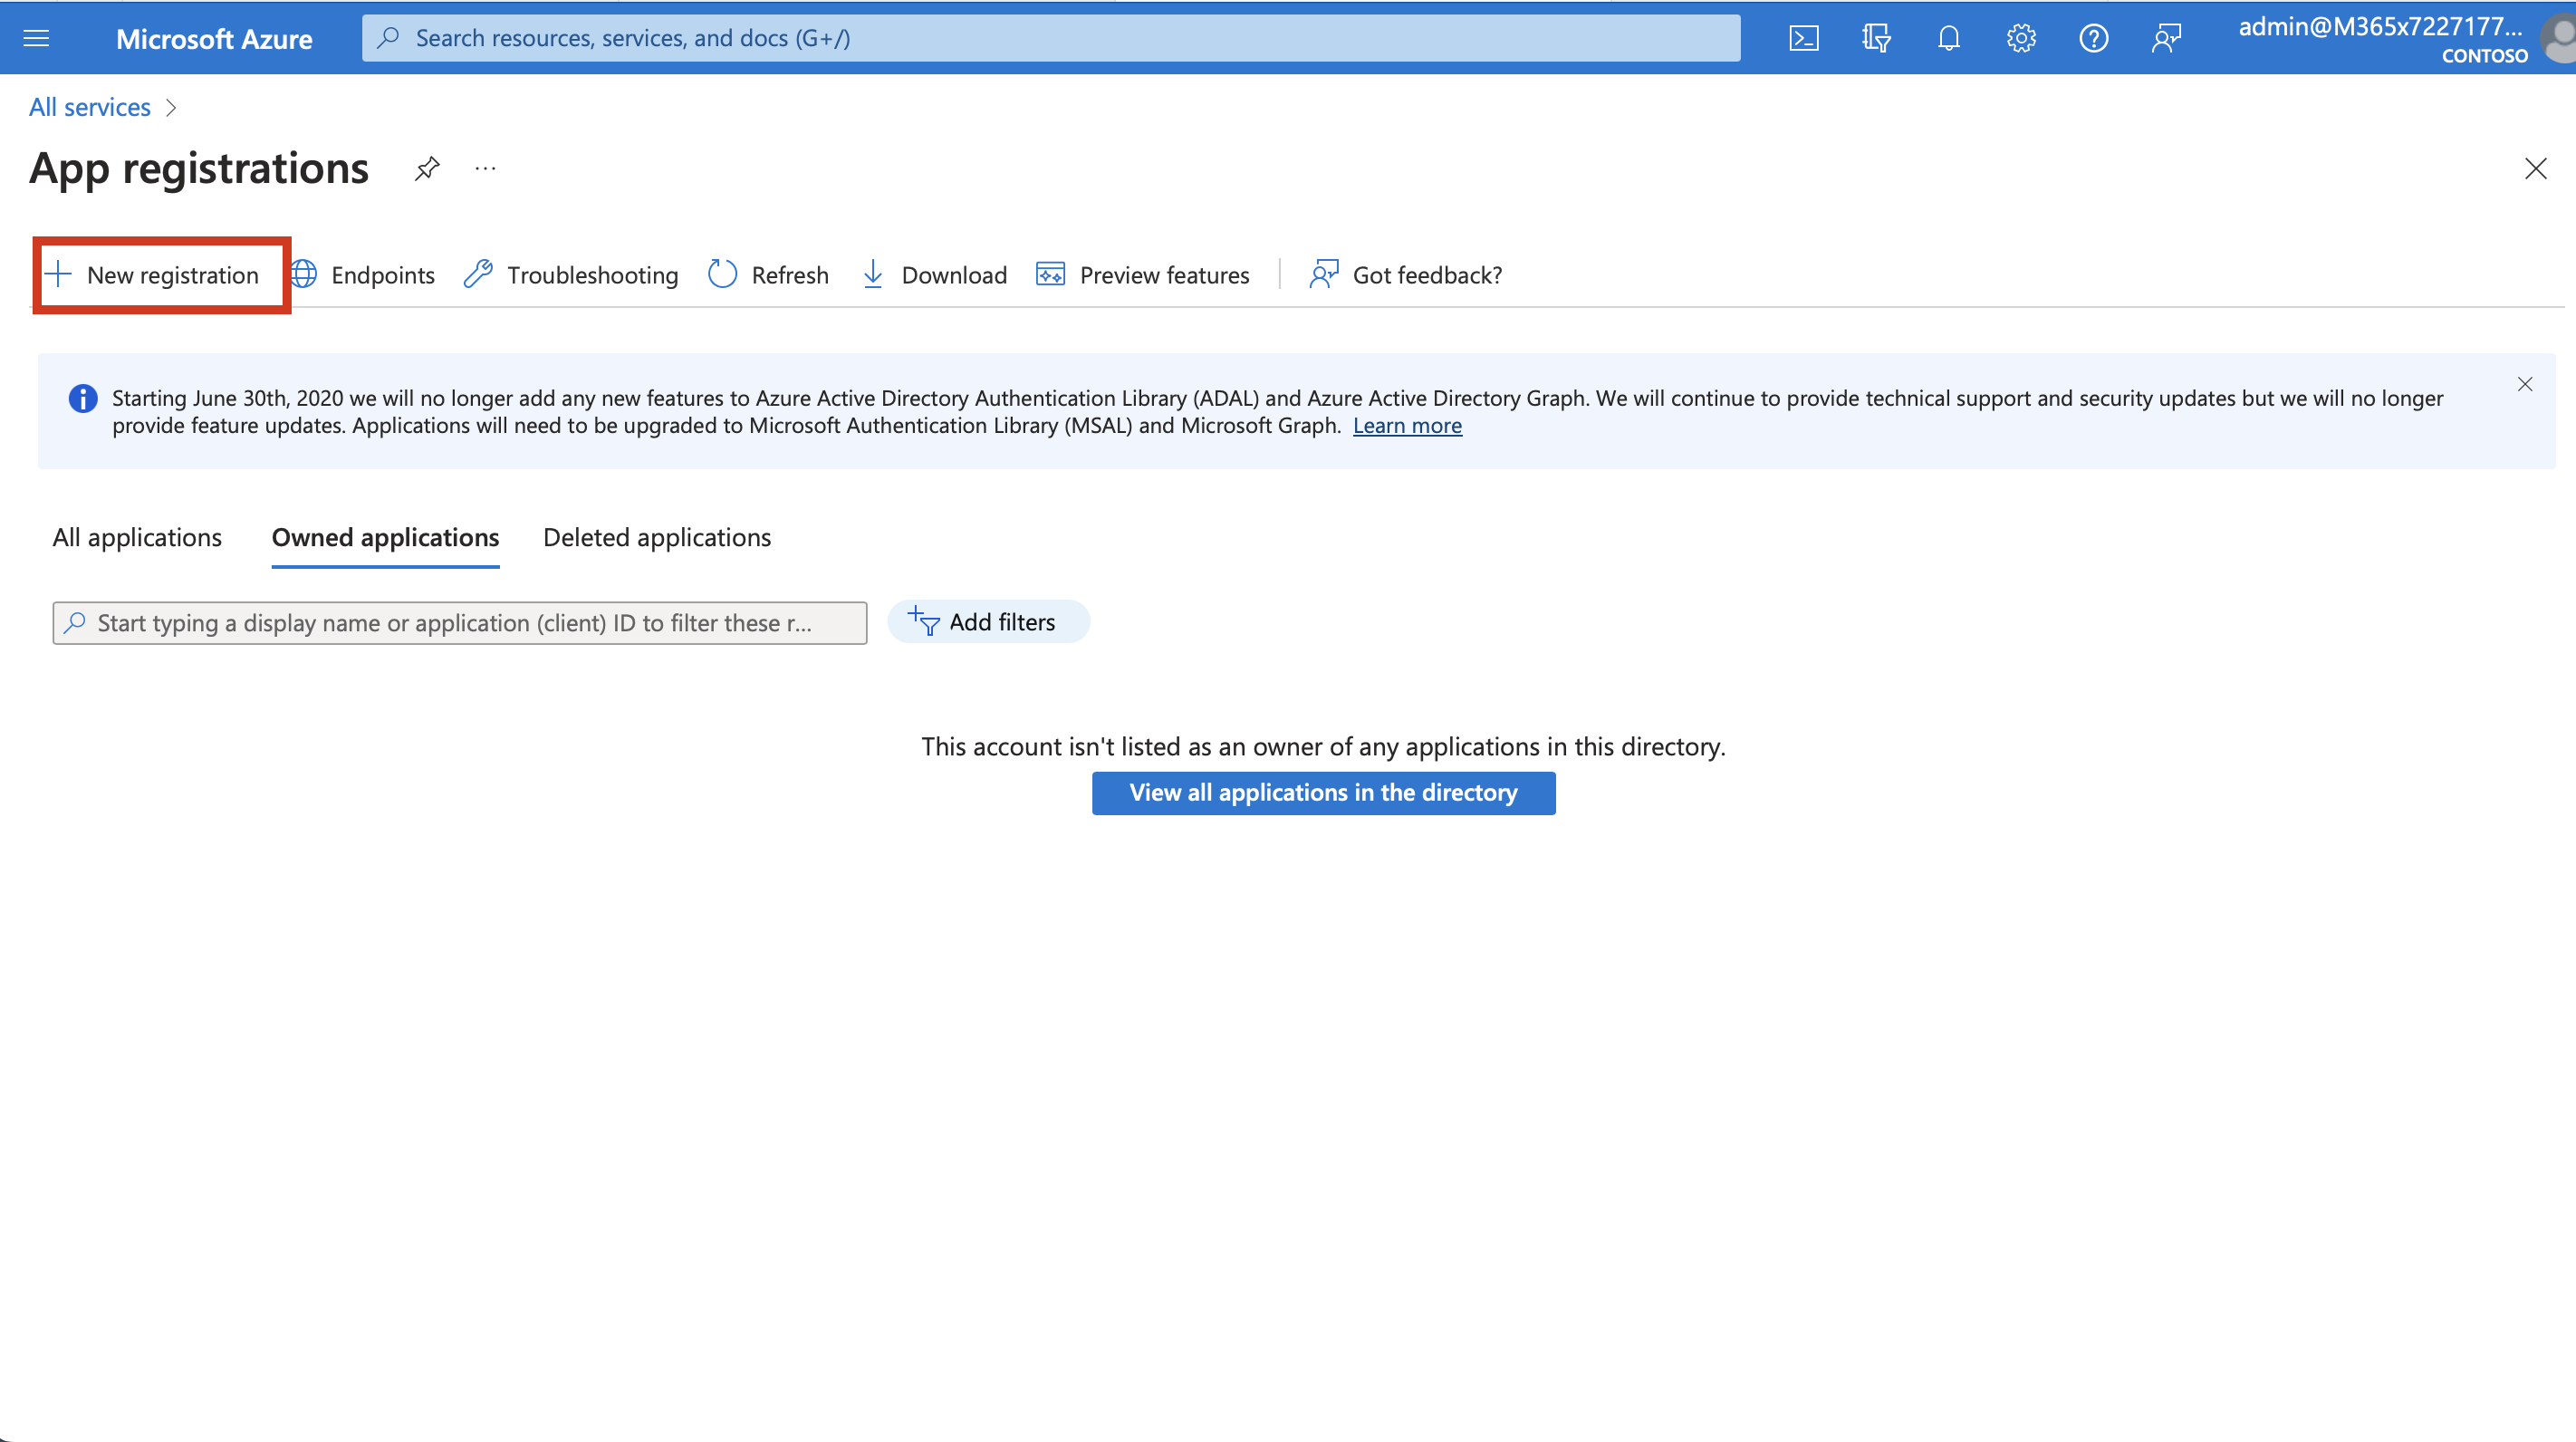 Microsoft Azure
Search resources, services, and docs (G+/)
admin@M365x7227177...
CONTOSO
All services
App registrations
New registration
Endpoints
Troubleshooting
Refresh
Download
Preview features
Got feedback?
Starting June 30th, 2020 we will no longer add any new features to Azure Active Directory Authentication Library (ADAL) and Azure Active Directory Graph. We will continue to provide technical support and security updates but we will no longer
provide feature updates. Applications will need to be upgraded to Microsoft Authentication Library (MSAL) and Microsoft Graph. Learn more
All applications
Owned applications
Deleted applications
Start typing a display name or application (client) ID to filter these r...
Add filters
This account isn't listed as an owner of any applications in this directory.
View all applications in the directory